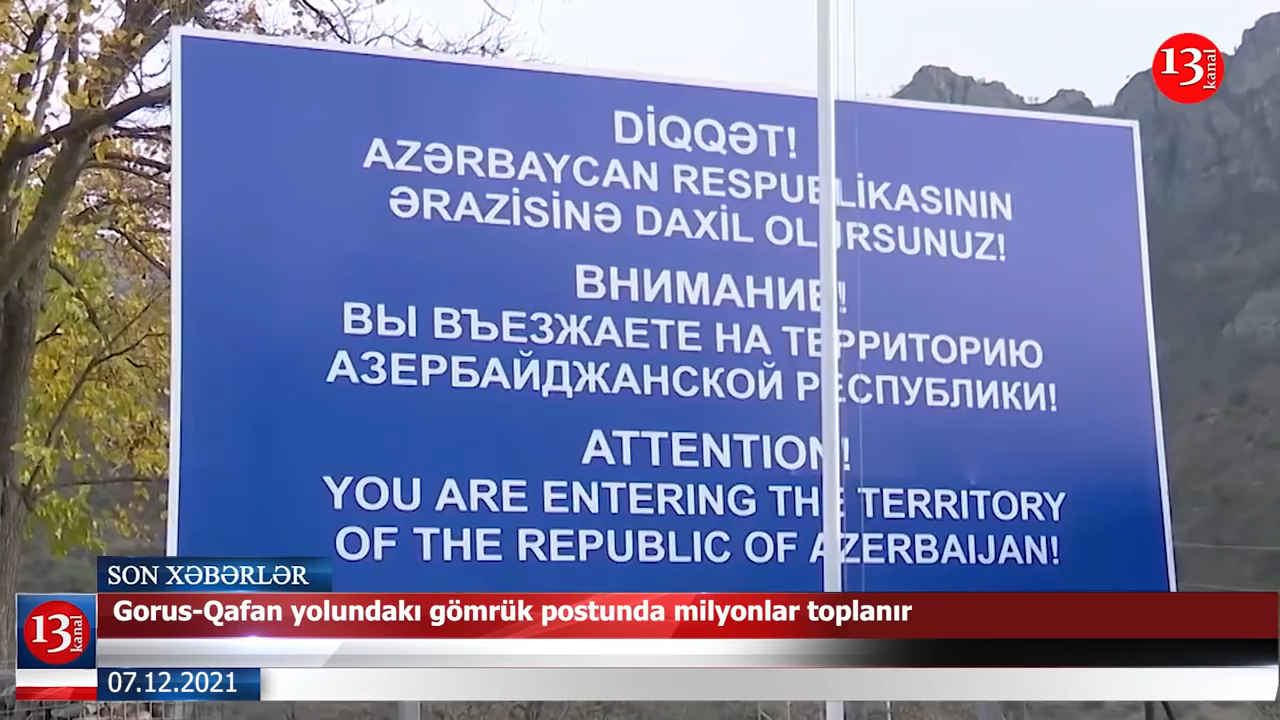 13 kanal
DİQQƏT!
AZƏRBAYCAN RESPUBLİKASININ
ƏRAZİSİNƏ DAXİL OLURSUNUZ!
ВНИМАНИЕ!
ВЫ ВЪЕЗЖАЕТЕ НА ТЕРРИТОРИЮ
АЗЕРБАЙДЖАНСКОЙ РЕСПУБЛИКИ!
ATTENTION!
YOU ARE ENTERING THE TERRITORY
OF THE REPUBLIC OF AZERBAIJAN!
SON XƏBƏRLƏR
Gorus-Qafan yolundakı gömrük postunda milyonlar toplanır
13 kanal
07.12.2021